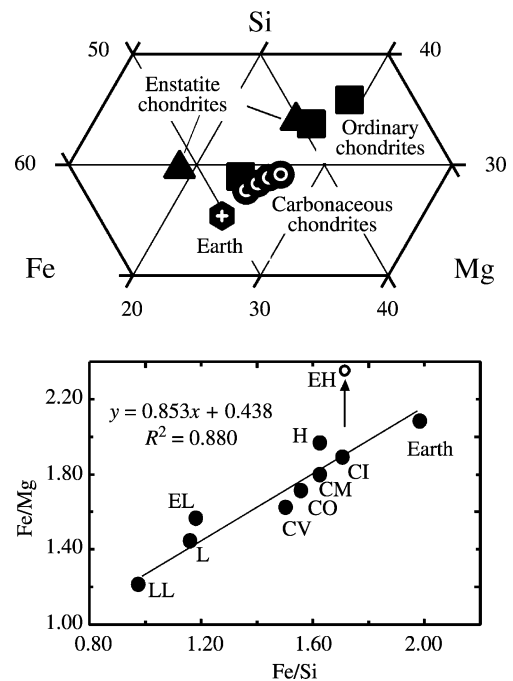 Si
50
40
Enstatite
chondrites
Ordinary
chondrites
60
30
Carbonaceous
chondrites
Earth
Fe
Mg
20
30
40
EH
2.20
y = 0.853x + 0.438
R² = 0.880
H
Earth
CI
1.80
CM
EL
CO
CV
Fe/Mg
L
1.40
LL
1.00
0.80
1.20
1.60
2.00
Fe/Si